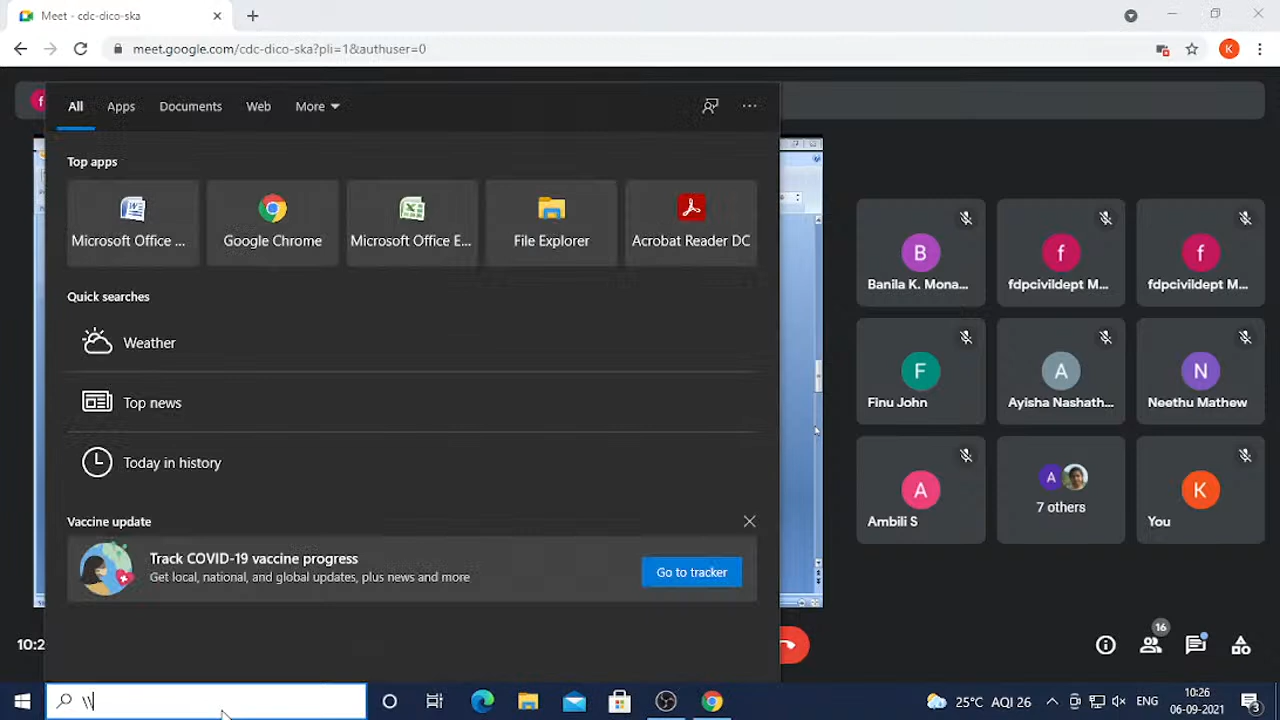 Meet - cdc-dico-ska
meet.google.com/cdc-dico-ska?pli=1&authuser=0
K
f
All Apps Documents Web More
Top apps
Microsoft Office ... Google Chrome Microsoft Office E... File Explorer Acrobat Reader DC
Quick searches
Weather
Top news
Today in history
Vaccine update
Track COVID-19 vaccine progress
Get local, national, and global updates, plus news and more
Go to tracker
B f f
Banila K. Mona... fdpcivildept M... fdpcivildept M...
F A N
Finu John Ayisha Nashath... Neethu Mathew
A A K
Ambili S 7 others You
10:2
16
\\
25°C AQI 26 ENG
10:26
06-09-2021
3